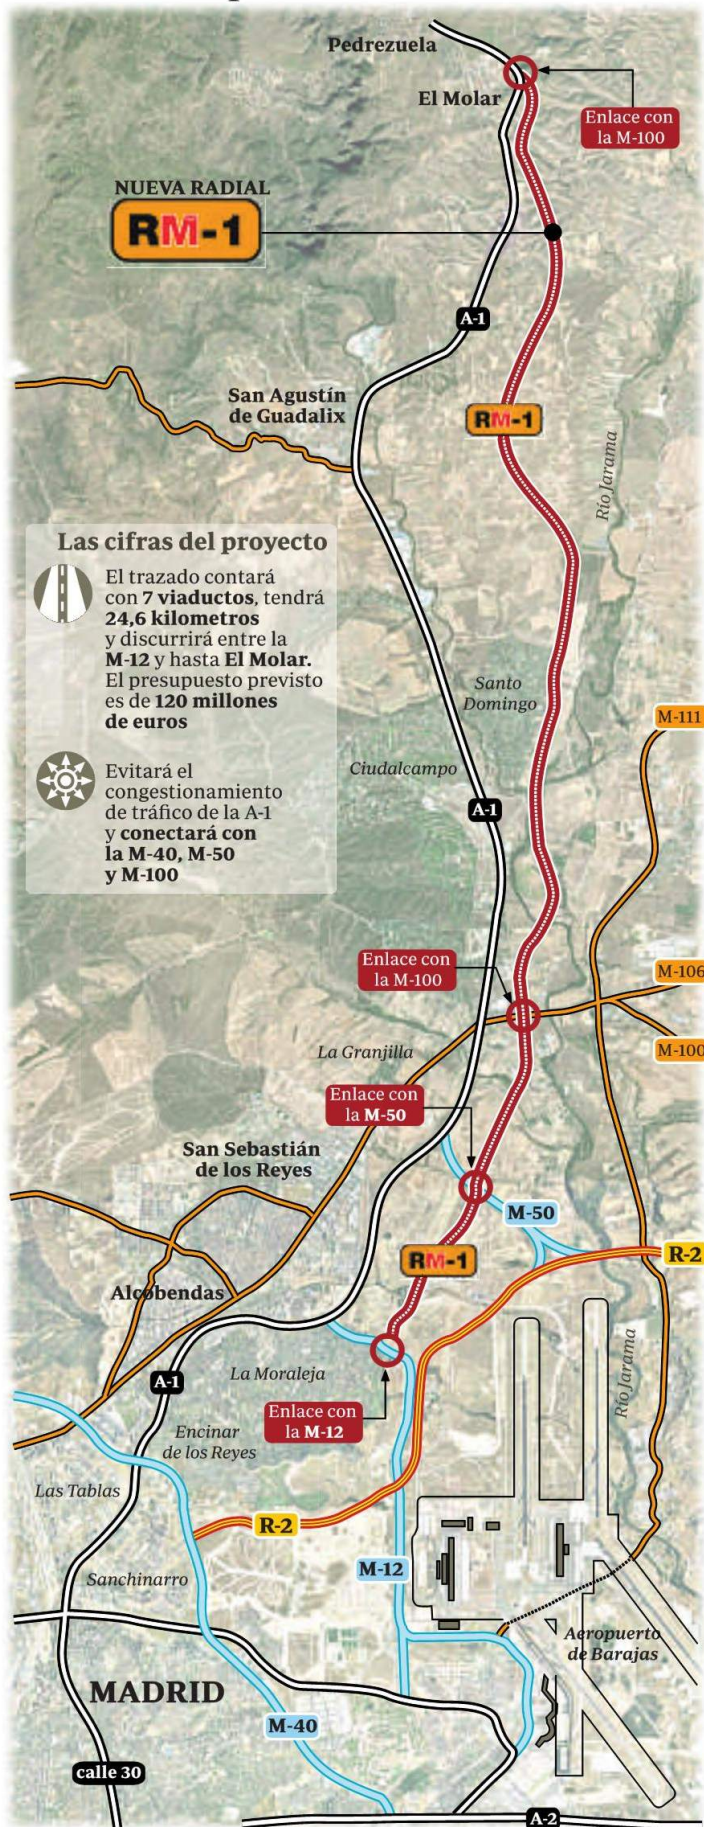 Pedrezuela
El Molar
Enlace con
la M-100
NUEVA RADIAL
RM-1
A-1
San Agustín
de Guadalix
RM-1
Río Jarama
Las cifras del proyecto
El trazado contará
con 7 viaductos, tendrá
24,6 kilometros
y discurrirá entre la
M-12 y hasta El Molar.
El presupuesto previsto
es de 120 millones
de euros
Evitará el
congestionamiento
de tráfico de la A-1
y conectará con
la M-40, M-50
y M-100
Santo
Domingo
M-111
Ciudalcampo
A-1
Enlace con
la M-100
M-106
M-100
La Granjilla
Enlace con
la M-50
San Sebastián
de los Reyes
M-50
R-2
RM-1
Alcobendas
Río Jarama
La Moraleja
A-1
Enlace con
la M-12
Encinar
de los Reyes
Las Tablas
R-2
M-12
Sanchinarro
Aeropuerto
de Barajas
MADRID
M-40
calle 30
A-2